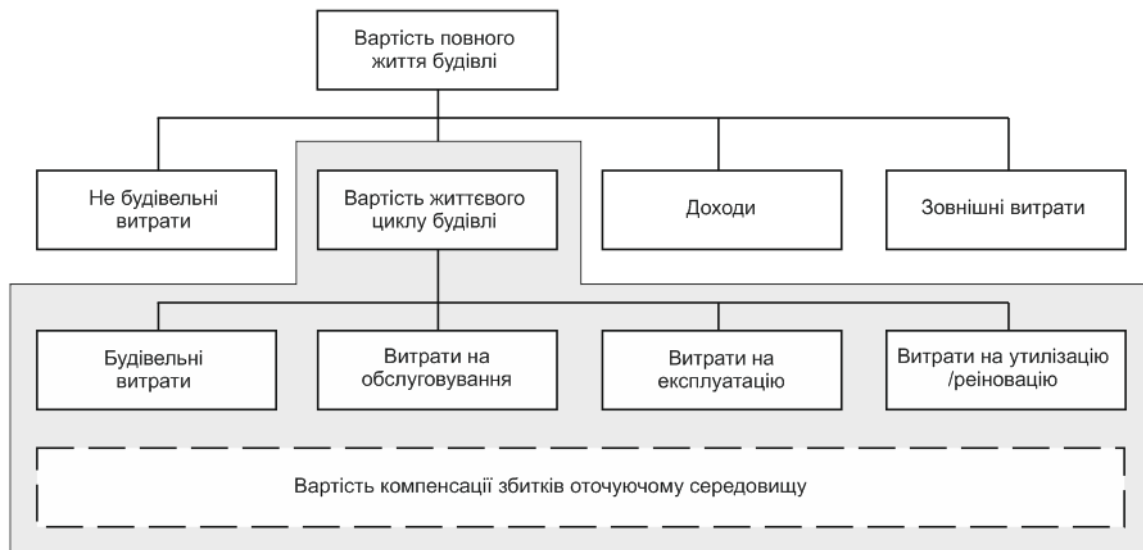 Вартість повного
життя будівлі
Не будівельні
витрати
Вартість життєвого
циклу будівлі
Доходи
Зовнішні витрати
Будівельні
витрати
Витрати на
обслуговування
Витрати на
експлуатацію
Витрати на утилізацію
/реіновацію
Вартість компенсації збитків оточуючому середовищу